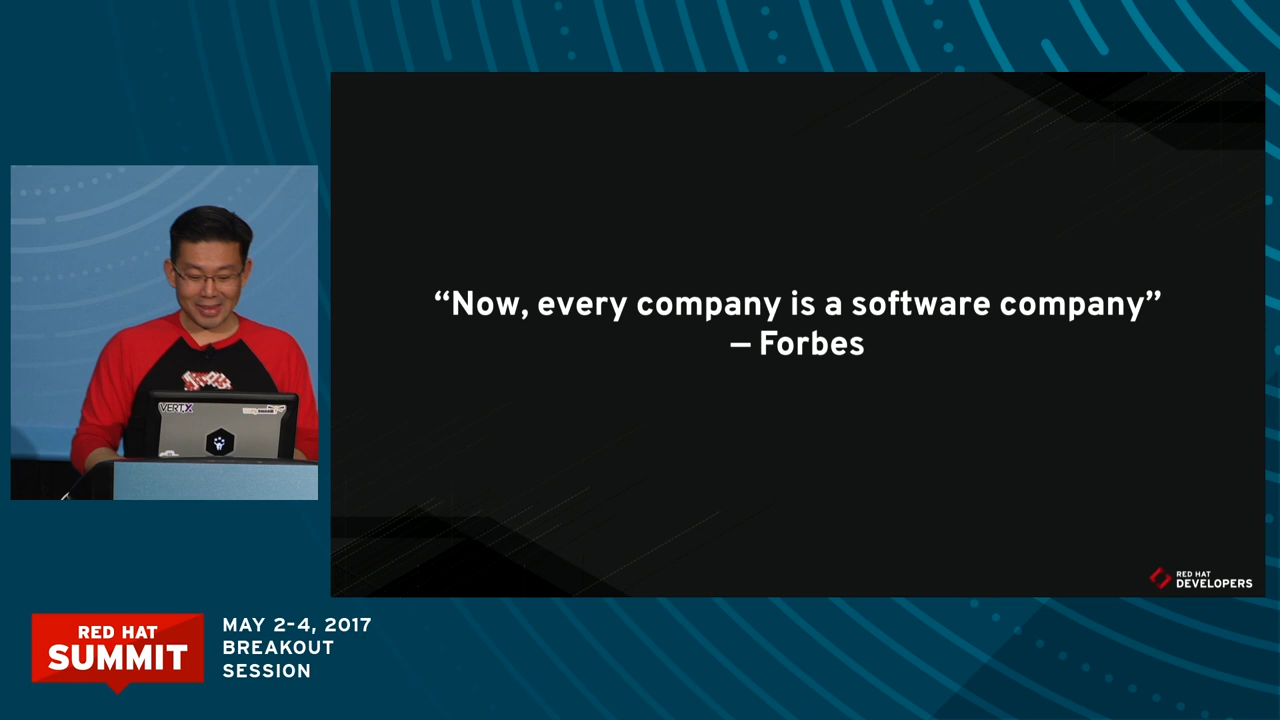 “Now, every company is a software company”
— Forbes
VERT.X
RED HAT
DEVELOPERS
RED HAT
SUMMIT
MAY 2–4, 2017
BREAKOUT
SESSION